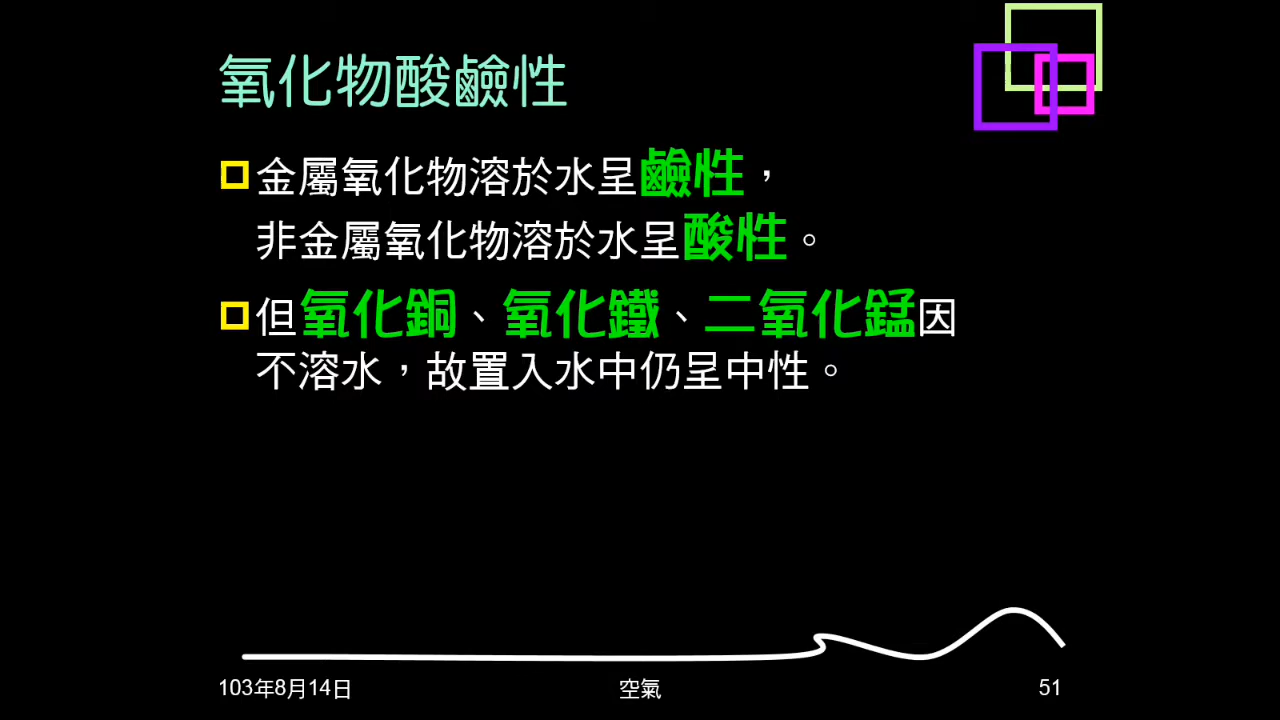 氧化物酸鹼性
金屬氧化物溶於水呈鹼性，
非金屬氧化物溶於水呈酸性。
但氧化銅、氧化鐵、二氧化錳因
不溶水，故置入水中仍呈中性。
103年8月14日
空氣
51